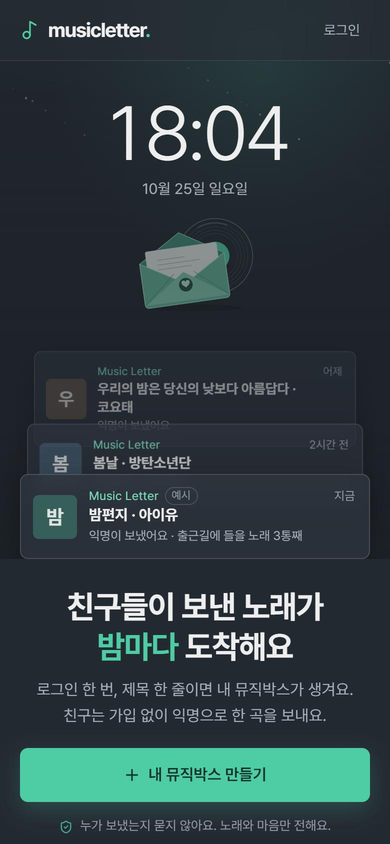 musicletter.
로그인
18:04
10월 25일 일요일
Music Letter
어제
우
우리의 밤은 당신의 낮보다 아름답다 ·
코요태
익명이 보냈어요
Music Letter
2시간 전
봄
봄날 · 방탄소년단
Music Letter
예시
지금
밤
밤편지 · 아이유
익명이 보냈어요 · 출근길에 들을 노래 3통째
친구들이 보낸 노래가
밤마다 도착해요
로그인 한 번, 제목 한 줄이면 내 뮤직박스가 생겨요.
친구는 가입 없이 익명으로 한 곡을 보내요.
+ 내 뮤직박스 만들기
누가 보냈는지 묻지 않아요. 노래와 마음만 전해요.